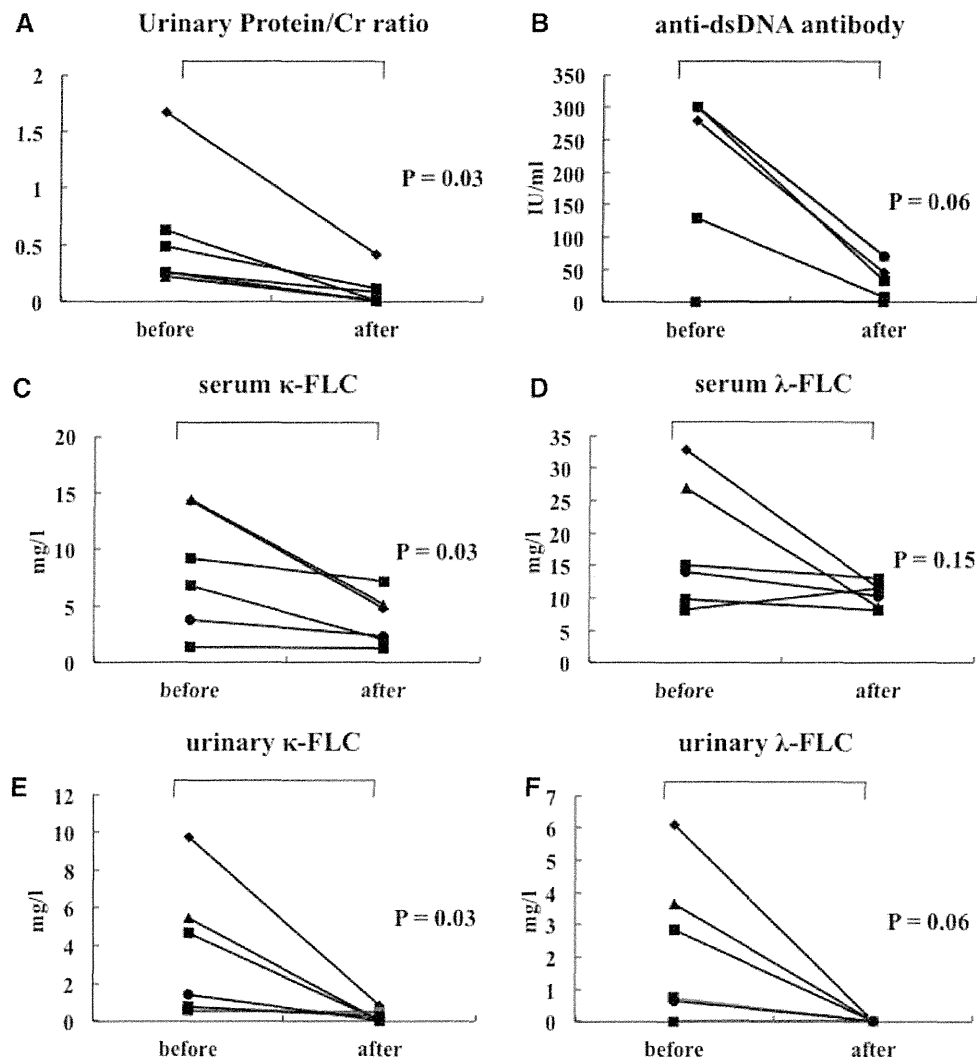 A Urinary Protein/Cr ratio
2
1.5
1
0.5
0
P = 0.03
before after
B anti-dsDNA antibody
350
300
250
200
150
100
50
0
IU/ml
P = 0.06
before after
C serum κ-FLC
20
15
10
5
0
mg/l
P = 0.03
before after
D serum λ-FLC
35
30
25
20
15
10
5
0
mg/l
P = 0.15
before after
E urinary κ-FLC
12
10
8
6
4
2
0
mg/l
P = 0.03
before after
F urinary λ-FLC
7
6
5
4
3
2
1
0
mg/l
P = 0.06
before after